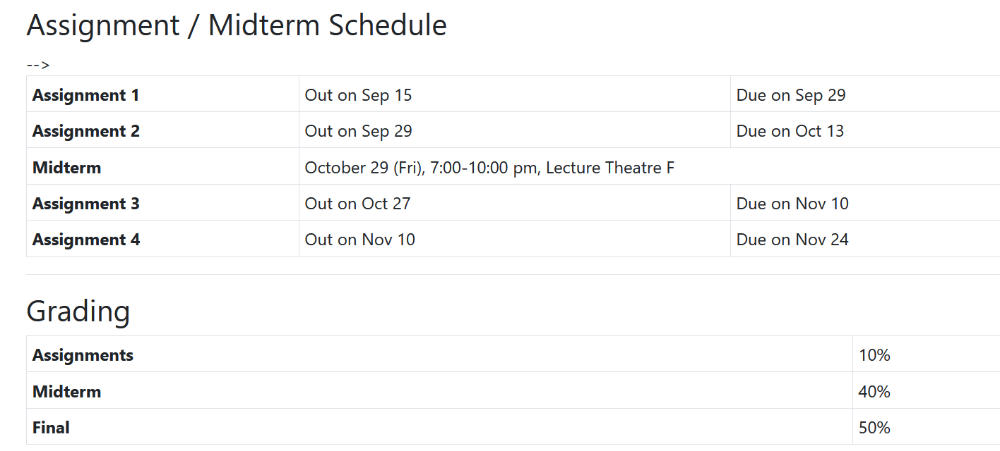 Assignment / Midterm Schedule
-->
Assignment 1 Out on Sep 15 Due on Sep 29
Assignment 2 Out on Sep 29 Due on Oct 13
Midterm October 29 (Fri), 7:00-10:00 pm, Lecture Theatre F
Assignment 3 Out on Oct 27 Due on Nov 10
Assignment 4 Out on Nov 10 Due on Nov 24
Grading
Assignments 10%
Midterm 40%
Final 50%